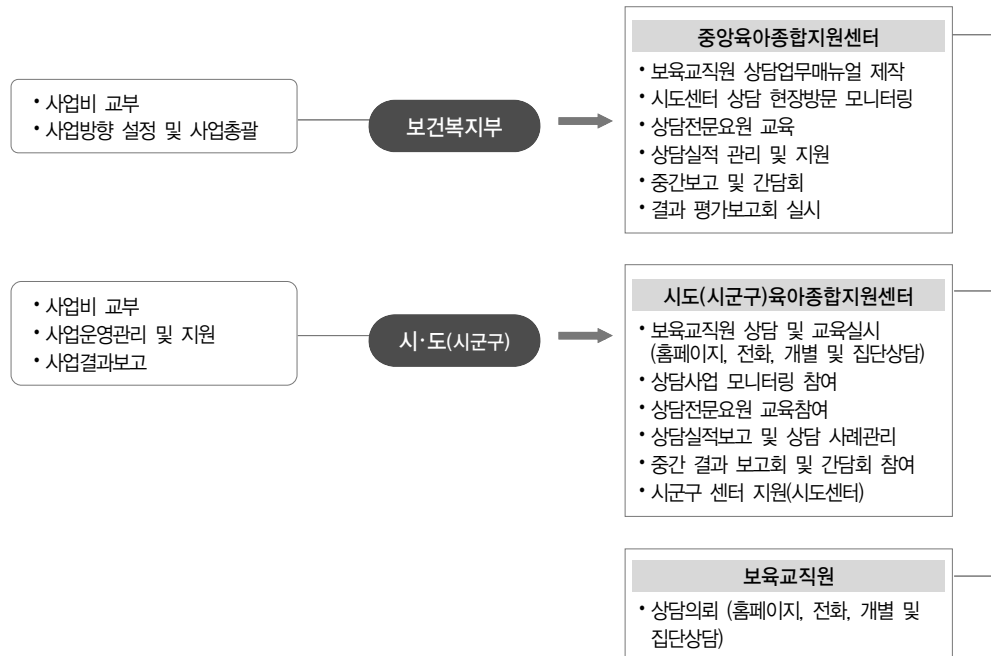 • 사업비 교부
• 사업방향 설정 및 사업총괄
보건복지부
중앙육아종합지원센터
• 보육교직원 상담업무매뉴얼 제작
• 시도센터 상담 현장방문 모니터링
• 상담전문요원 교육
• 상담실적 관리 및 지원
• 중간보고 및 간담회
• 결과 평가보고회 실시
• 사업비 교부
• 사업운영관리 및 지원
• 사업결과보고
시·도(시군구)
시도(시군구)육아종합지원센터
• 보육교직원 상담 및 교육실시
(홈페이지, 전화, 개별 및 집단상담)
• 상담사업 모니터링 참여
• 상담전문요원 교육참여
• 상담실적보고 및 상담 사례관리
• 중간 결과 보고회 및 간담회 참여
• 시군구 센터 지원(시도센터)
보육교직원
• 상담의뢰 (홈페이지, 전화, 개별 및
집단상담)